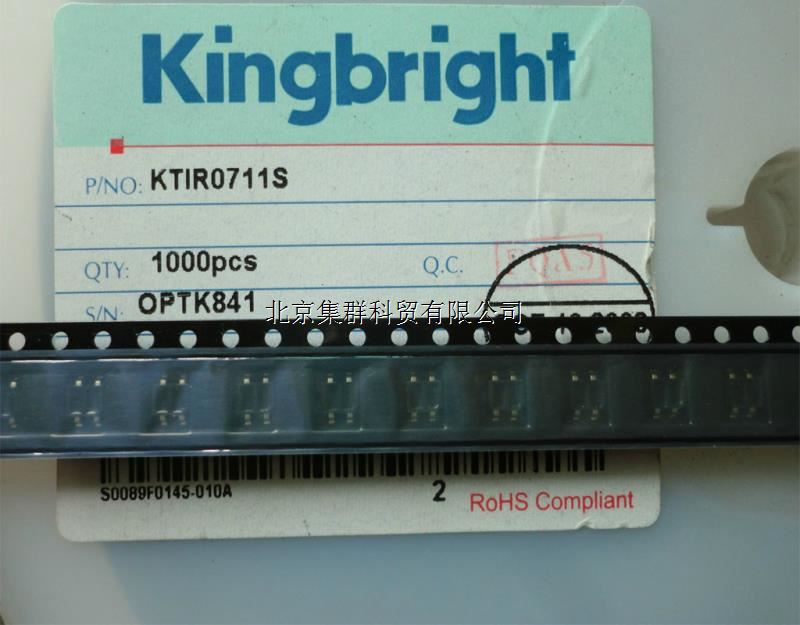 Kingbright
P/NO: KTIR0711S
QTY: 1000pcs Q.C.
S/N: OPTK841
北京集群科贸有限公司
S0089F0145-010A
2
RoHS Compliant